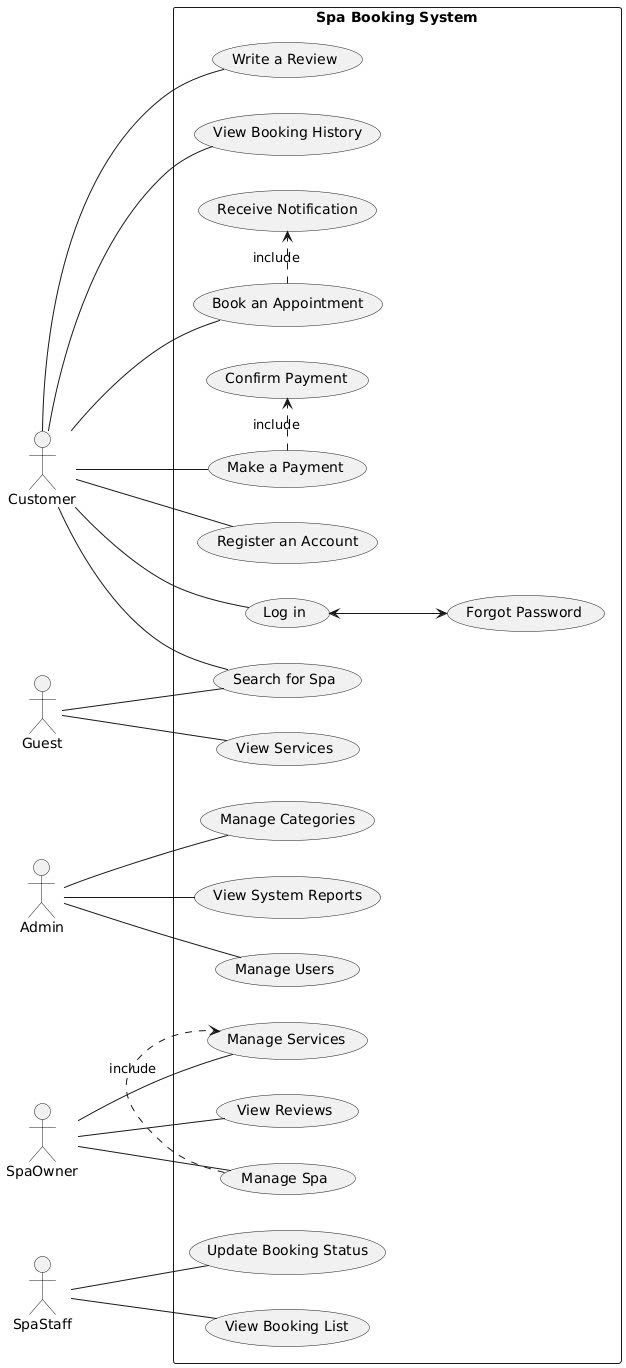 Spa Booking System
Write a Review
View Booking History
Receive Notification
include
Book an Appointment
Confirm Payment
include
Make a Payment
Customer
Register an Account
Log in
Forgot Password
Search for Spa
Guest
View Services
Manage Categories
View System Reports
Admin
Manage Users
Manage Services
include
View Reviews
SpaOwner
Manage Spa
Update Booking Status
SpaStaff
View Booking List